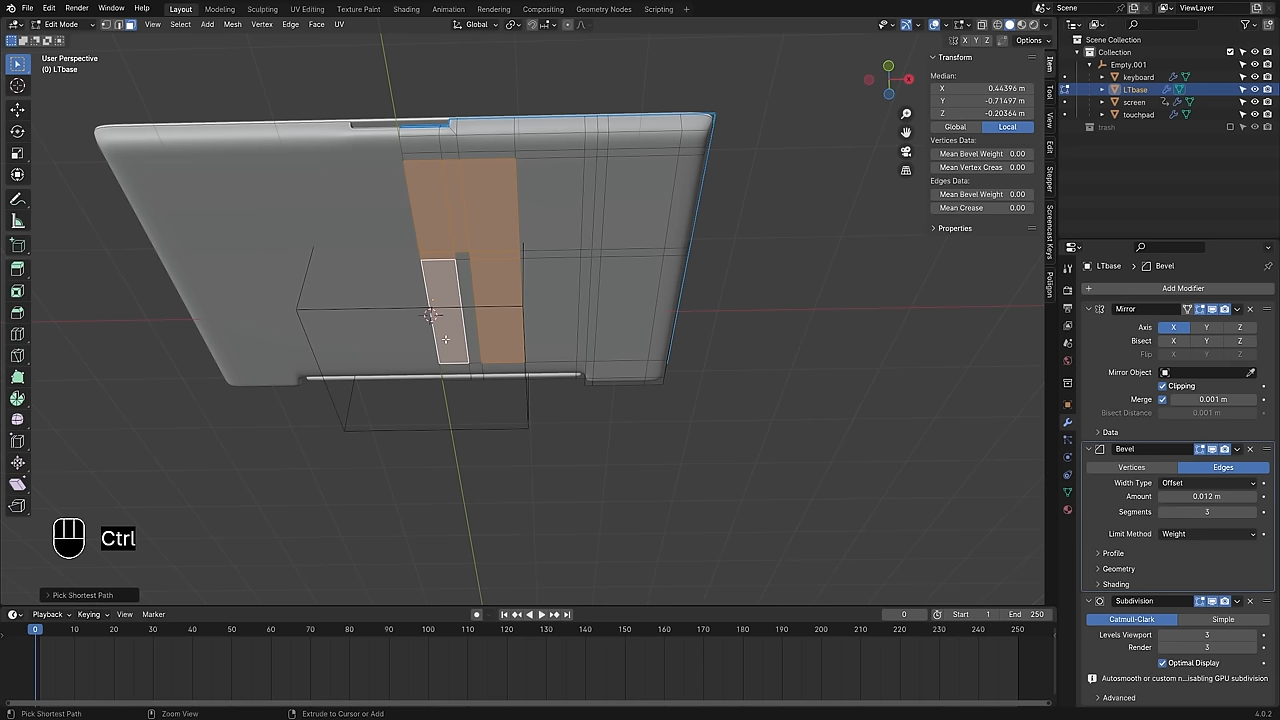 File Edit Render Window Help
Layout Modeling Sculpting UV Editing Texture Paint Shading Animation Rendering Compositing Geometry Nodes Scripting +
Scene
ViewLayer
Edit Mode
View Select Add Mesh Vertex Edge Face UV
Global
X Y Z
Options
User Perspective
(0) LTbase
Transform
Median:
X 0.44396 m
Y -0.71497 m
Z -0.20364 m
Global Local
Vertices Data:
Mean Bevel Weight 0.00
Mean Vertex Creas 0.00
Edges Data:
Mean Bevel Weight 0.00
Mean Crease 0.00
Properties
Item
Tool
View
Edit
Stepper
Screencast Keys
Poliigon
Scene Collection
Collection
Empty.001
keyboard
LTbase
screen
touchpad
trash
LTbase > Bevel
Add Modifier
Mirror
Axis X Y Z
Bisect X Y Z
Flip X Y Z
Mirror Object
Clipping
Merge 0.001 m
Bisect Distance 0.001 m
Data
Bevel
Vertices Edges
Width Type Offset
Amount 0.012 m
Segments 3
Limit Method Weight
Profile
Geometry
Shading
Subdivision
Catmull-Clark Simple
Levels Viewport 3
Render 3
Optimal Display
Autosmooth or custom n...isabling GPU subdivision
Advanced
Ctrl
Pick Shortest Path
Playback Keying View Marker
0 Start 1 End 250
0 10 20 30 40 50 60 70 80 90 100 110 120 130 140 150 160 170 180 190 200 210 220 230 240 250
Pick Shortest Path Zoom View Extrude to Cursor or Add
4.0.2